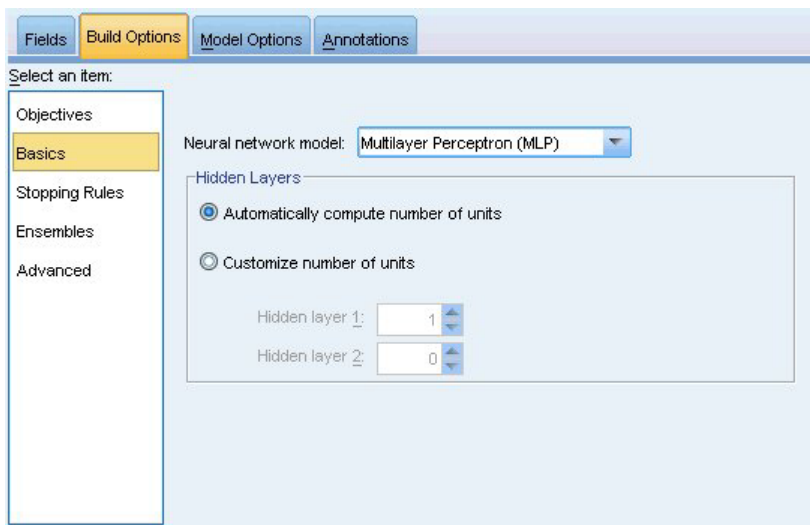 Fields Build Options Model Options Annotations
Select an item:
Objectives
Basics
Stopping Rules
Ensembles
Advanced
Neural network model: Multilayer Perceptron (MLP)
Hidden Layers
Automatically compute number of units
Customize number of units
Hidden layer 1: 1
Hidden layer 2: 0